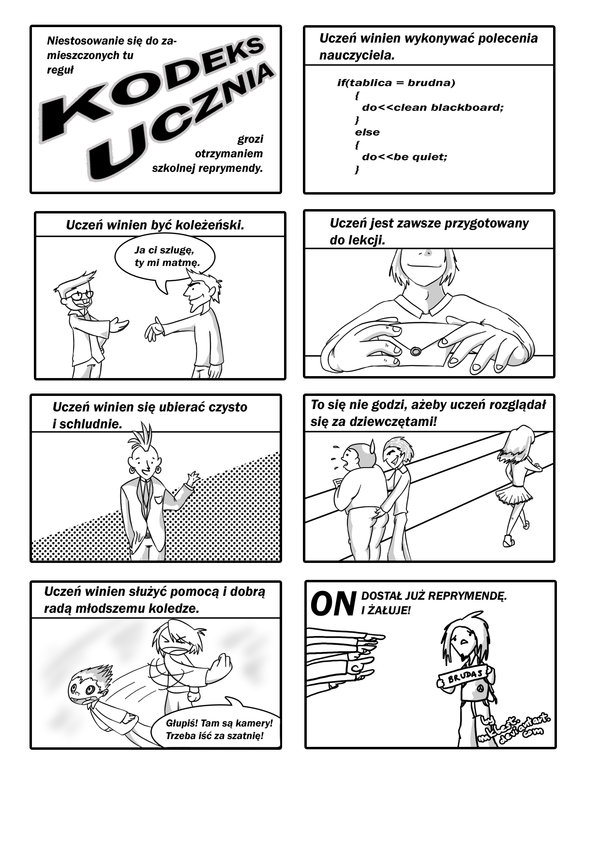 Niestosowanie się do za-
mieszczonych tu
reguł
KODEKS
UCZNIA
grozi
otrzymaniem
szkolnej reprymendy.
Uczeń winien wykonywać polecenia
nauczyciela.
if(tablica = brudna)
{
do<<clean blackboard;
}
else
{
do<<be quiet;
}
Uczeń winien być koleżeński.
Ja ci szlugę,
ty mi matmę.
Uczeń jest zawsze przygotowany
do lekcji.
Uczeń winien się ubierać czysto
i schludnie.
To się nie godzi, ażeby uczeń rozglądał
się za dziewczętami!
Uczeń winien służyć pomocą i dobrą
radą młodszemu koledze.
Głupiś! Tam są kamery!
Trzeba iść za szatnię!
ON DOSTAŁ JUŻ REPRYMENDĘ.
I ŻAŁUJE!
BRUDAS
deviantart.
com